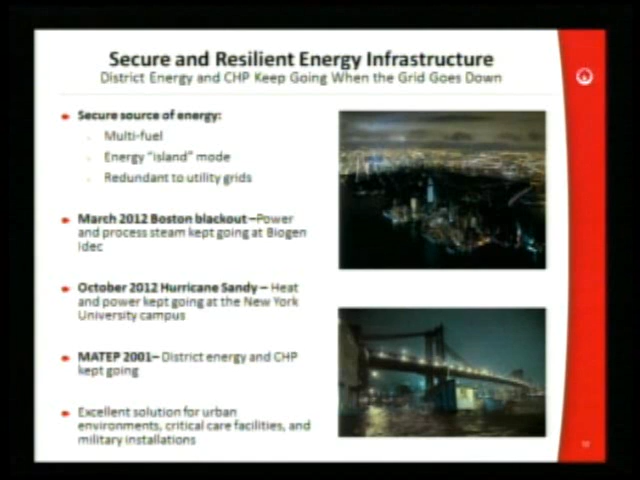 Secure and Resilient Energy Infrastructure
District Energy and CHP Keep Going When the Grid Goes Down
Secure source of energy:
Multi-fuel
Energy “island” mode
Redundant to utility grids
March 2012 Boston blackout –Power
and process steam kept going at Biogen
Idec
October 2012 Hurricane Sandy – Heat
and power kept going at the New York
University campus
MATEP 2001– District energy and CHP
kept going
Excellent solution for urban
environments, critical care facilities, and
military installations